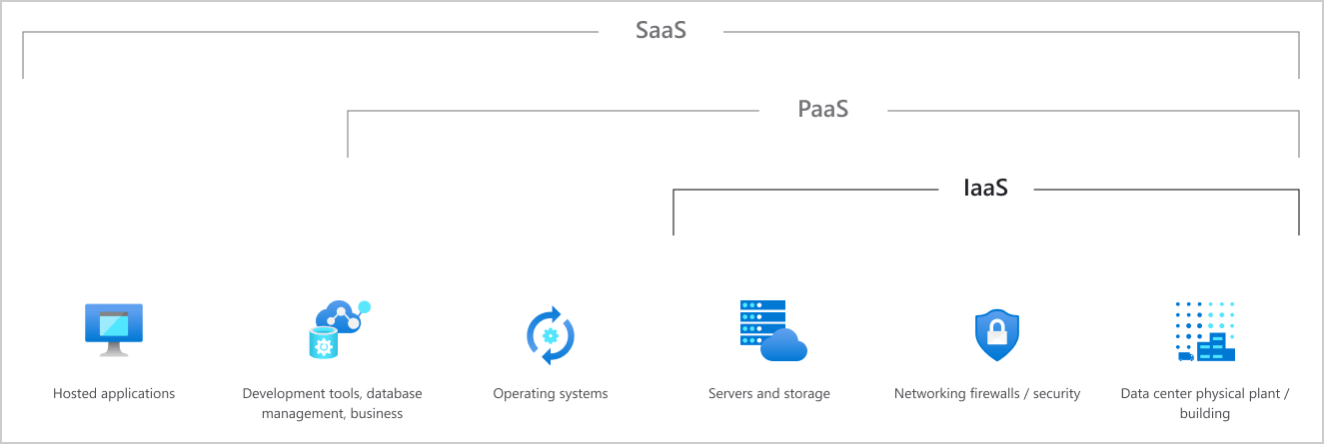 SaaS
PaaS
IaaS
Hosted applications
Development tools, database
management, business
Operating systems
Servers and storage
Networking firewalls / security
Data center physical plant /
building